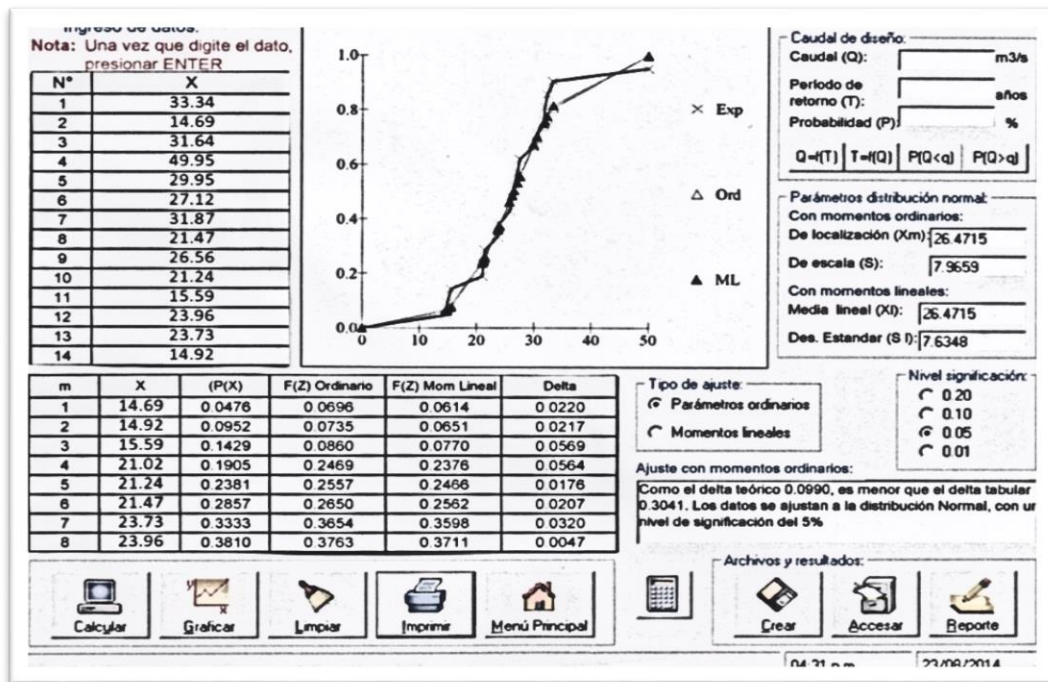 Ingreso de datos:
Nota: Una vez que digite el dato,
presionar ENTER
N° X
1 33.34
2 14.69
3 31.64
4 49.95
5 29.95
6 27.12
7 31.87
8 21.47
9 26.56
10 21.24
11 15.59
12 23.96
13 23.73
14 14.92
1.0
0.8
0.6
0.4
0.2
0.0
0 10 20 30 40 50
Exp
Ord
ML
Caudal de diseño:
Caudal (Q): m3/s
Periodo de
retorno (T): años
Probabilidad (P): %
Q=f(T) T=f(Q) P(Q<q) P(Q>q)
Parámetros distribución normal:
Con momentos ordinarios:
De localización (Xm): 26.4715
De escala (S): 7.9659
Con momentos lineales:
Media lineal (Xl): 26.4715
Des. Estandar (S l): 7.6348
m X (P(X) F(Z) Ordinario F(Z) Mom Lineal Delta
1 14.69 0.0476 0.0696 0.0614 0.0220
2 14.92 0.0952 0.0735 0.0651 0.0217
3 15.59 0.1429 0.0860 0.0770 0.0569
4 21.02 0.1905 0.2469 0.2376 0.0564
5 21.24 0.2381 0.2557 0.2466 0.0176
6 21.47 0.2857 0.2650 0.2562 0.0207
7 23.73 0.3333 0.3654 0.3598 0.0320
8 23.96 0.3810 0.3763 0.3711 0.0047
Tipo de ajuste:
Parámetros ordinarios
Momentos lineales
Nivel significación:
0.20
0.10
0.05
0.01
Ajuste con momentos ordinarios:
Como el delta teórico 0.0990, es menor que el delta tabular
0.3041. Los datos se ajustan a la distribución Normal, con un
nivel de significación del 5%
Calcular Graficar Limpiar Imprimir Menú Principal
Archivos y resultados:
Crear Accesar Reporte
04:31 p.m. 23/08/2014